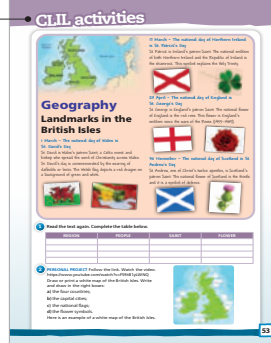 CLIL activities
Geography
Landmarks in the
British Isles
1 March – The national day of Wales is
St. David's Day
St. David is Wales's patron Saint, a Celtic monk and
bishop who spread the word of Christianity across Wales.
St. David's Day is commemorated by the wearing of
daffodils or leeks. The Welsh flag depicts a red dragon on
a background of green and white.
17 March – The national day of Northern Ireland
is St. Patrick's Day
St. Patrick is Ireland's patron Saint. The national emblem
of both Northern Ireland and the Republic of Ireland is
the shamrock. This symbol explains the Holy Trinity.
23 April – The national day of England is
St. George's Day
St. George is England's patron Saint. The national flower
of England is the red rose. This flower is England's
emblem since the wars of the Roses
30 November – The national day of Scotland is St
Andrew's Day
St. Andrew, one of Christ's twelve apostles, is Scotland's
patron Saint. The national flower of Scotland is the thistle
and it is a symbol of defence.
1 Read the text again. Complete the table below.
REGION PEOPLE SAINT FLOWER
2 PERSONAL PROJECT Follow the link. Watch the video:
Draw or print a white map of the British Isles. Write
and draw in the right boxes:
a) the four countries;
b) the capital cities;
c) the national flags;
d) the flower symbols.
Here is an example of a white map of the British Isles.
53